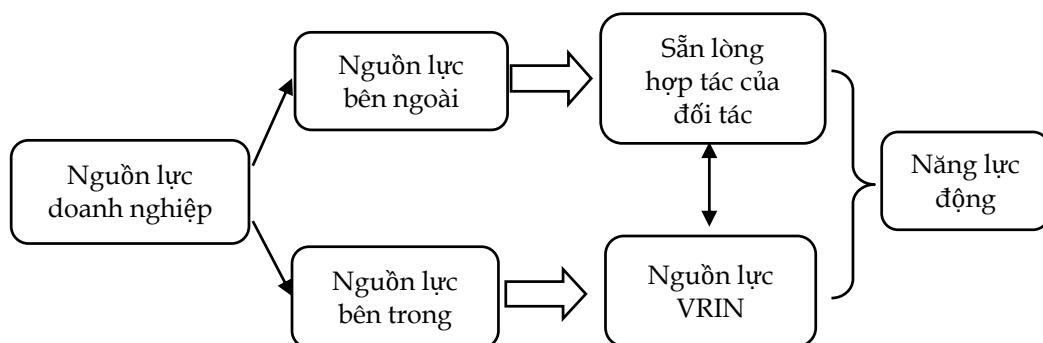 Nguồn lực
doanh nghiệp
Nguồn lực
bên ngoài
Nguồn lực
bên trong
Sẵn lòng
hợp tác của
đối tác
Nguồn lực
VRIN
Năng lực
động